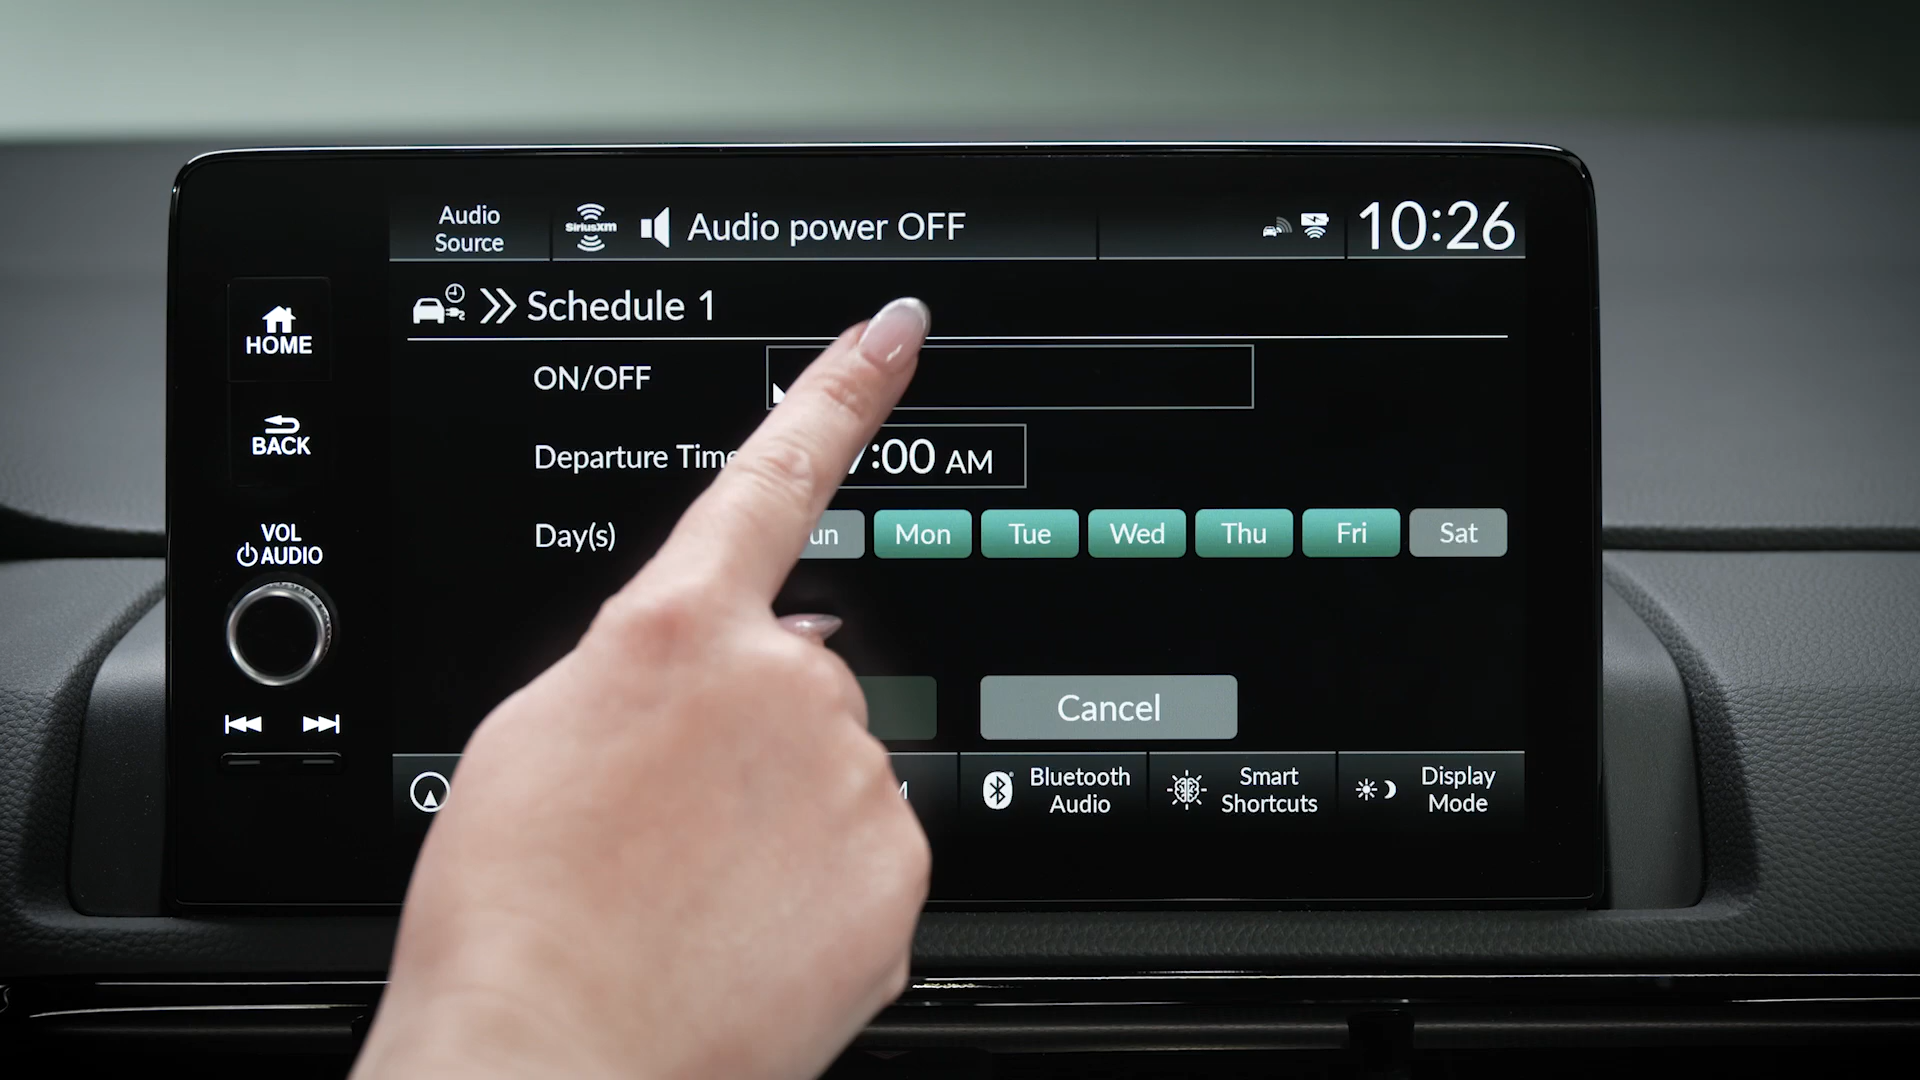 Audio
Source
SiriusXM
Audio power OFF
10:26
Schedule 1
HOME
ON/OFF
BACK
Departure Time
:00 AM
Day(s)
Mon
Tue
Wed
Thu
Fri
Sat
VOL
AUDIO
Cancel
Bluetooth
Audio
Smart
Shortcuts
Display
Mode